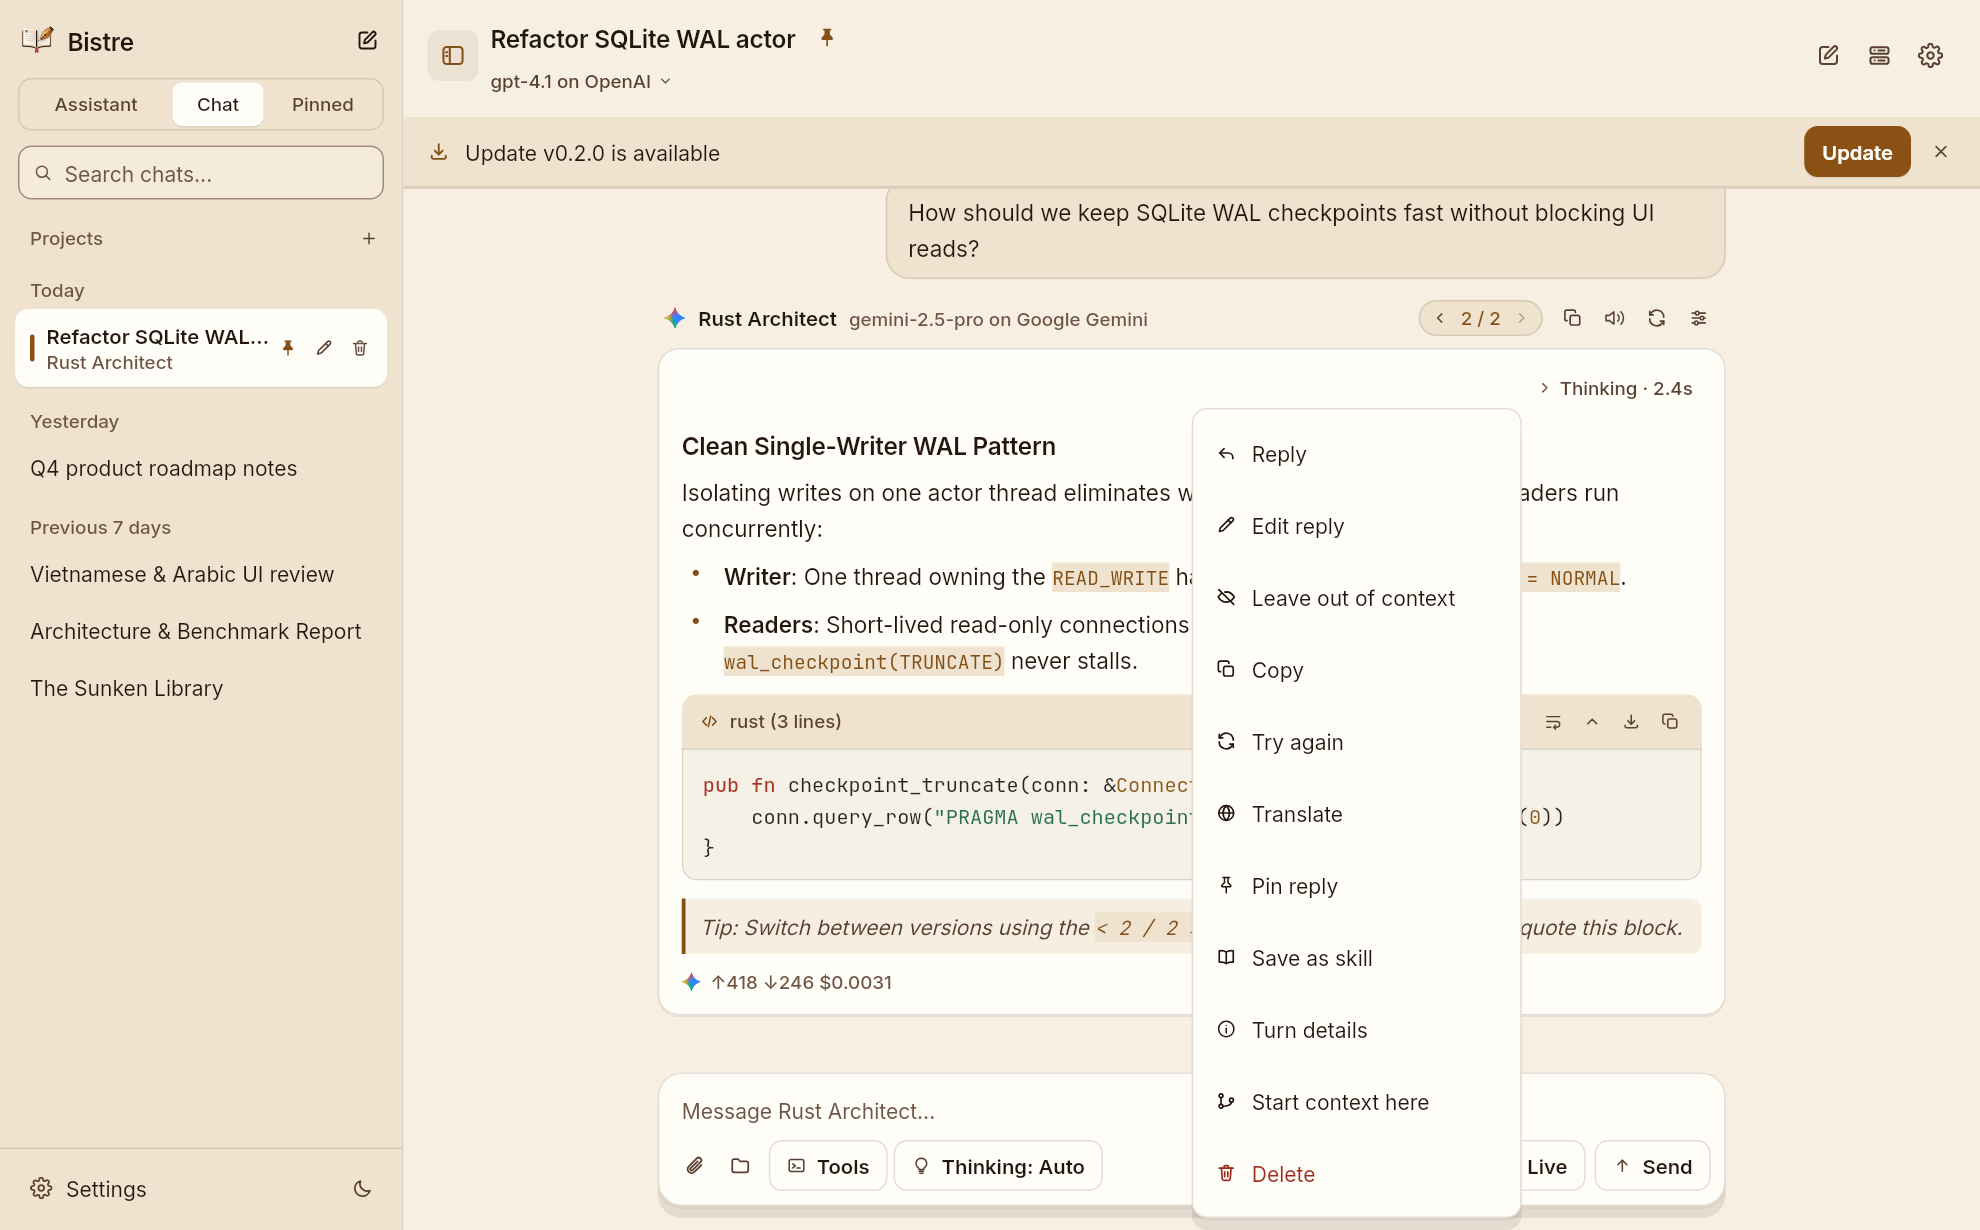 Bistre
Assistant
Chat
Pinned
Search chats...
Projects
Today
Refactor SQLite WAL...
Rust Architect
Yesterday
Q4 product roadmap notes
Previous 7 days
Vietnamese & Arabic UI review
Architecture & Benchmark Report
The Sunken Library
Settings
Refactor SQLite WAL actor
gpt-4.1 on OpenAI
Update v0.2.0 is available
Update
How should we keep SQLite WAL checkpoints fast without blocking UI
reads?
Rust Architect gemini-2.5-pro on Google Gemini
2 / 2
Thinking · 2.4s
Clean Single-Writer WAL Pattern
Isolating writes on one actor thread eliminates
run
concurrently:
• Writer: One thread owning the READ_WRITE
= NORMAL.
• Readers: Short-lived read-only connections
wal_checkpoint(TRUNCATE) never stalls.
rust (3 lines)
pub fn checkpoint_truncate(conn: &Connec
conn.query_row("PRAGMA wal_checkpoin
(0))
}
Tip: Switch between versions using the < 2 / 2
quote this block.
↑418 ↓246 $0.0031
Reply
Edit reply
Leave out of context
Copy
Try again
Translate
Pin reply
Save as skill
Turn details
Start context here
Delete
Message Rust Architect...
Tools
Thinking: Auto
Live
Send